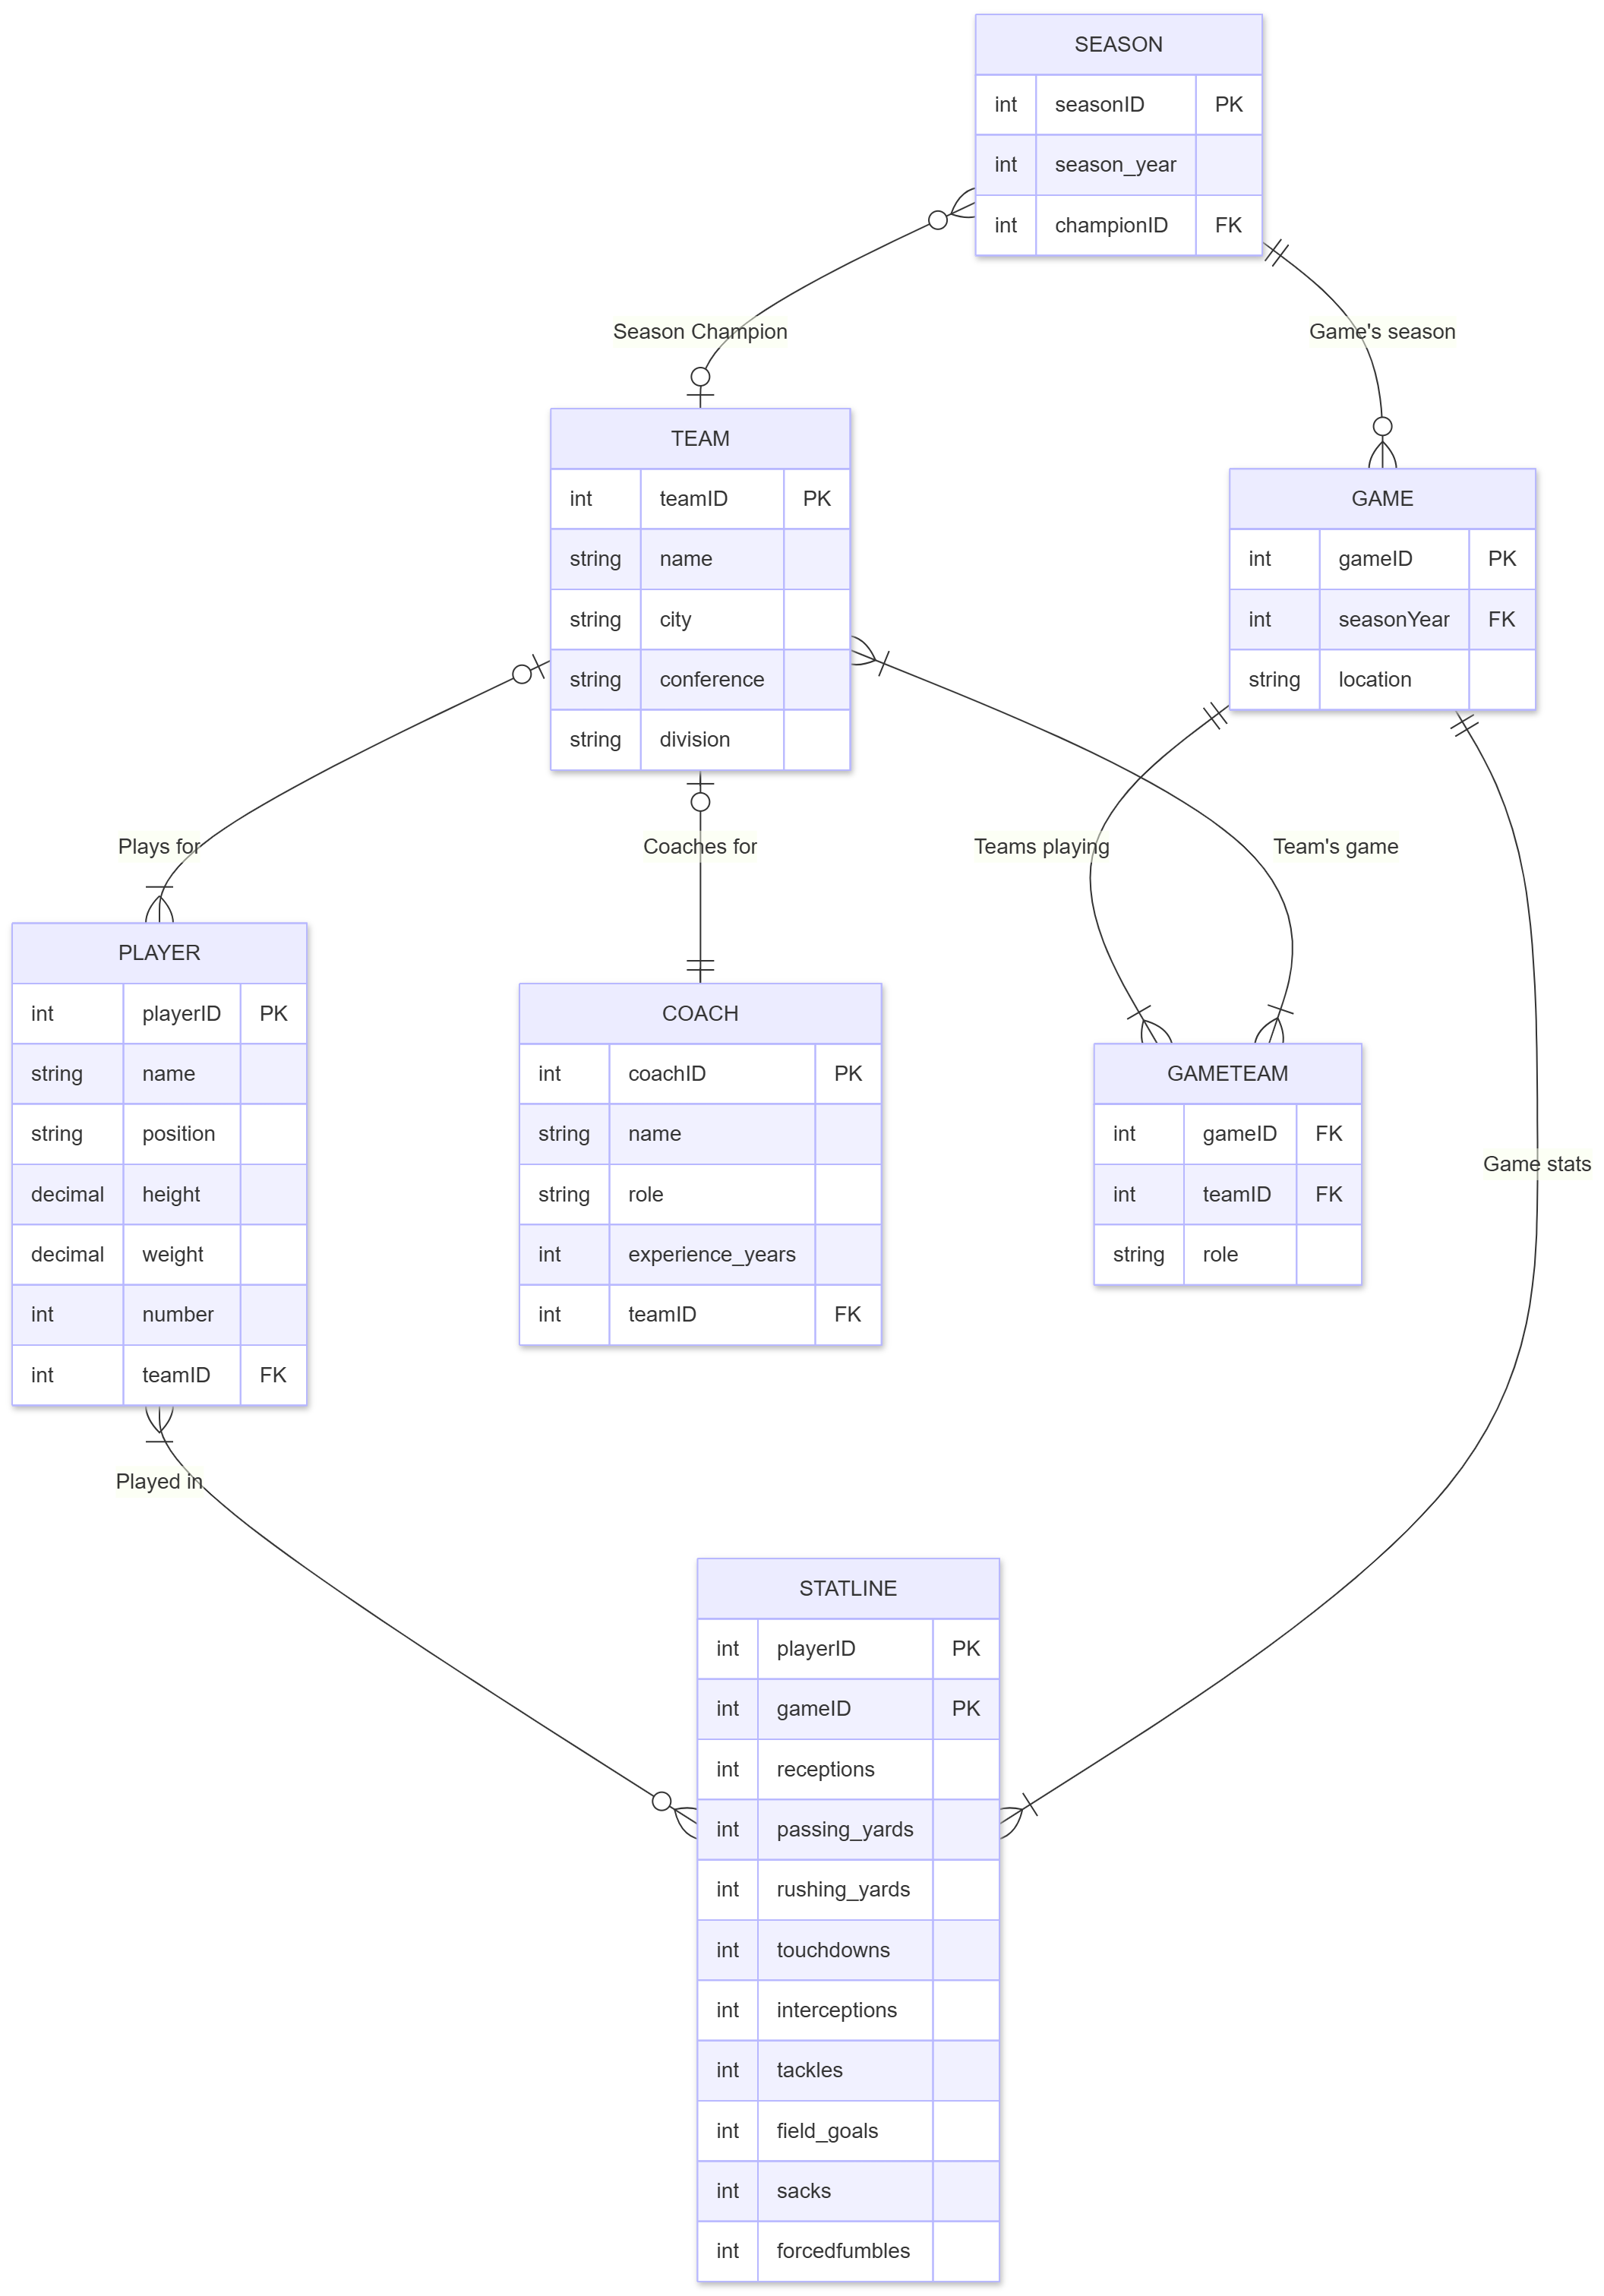 SEASON
int seasonID PK
int season_year
int championID FK
Season Champion
Game's season
TEAM
int teamID PK
string name
string city
string conference
string division
GAME
int gameID PK
int seasonYear FK
string location
Plays for
Coaches for
Teams playing
Team's game
PLAYER
int playerID PK
string name
string position
decimal height
decimal weight
int number
int teamID FK
COACH
int coachID PK
string name
string role
int experience_years
int teamID FK
GAMETEAM
int gameID FK
int teamID FK
string role
Game stats
Played in
STATLINE
int playerID PK
int gameID PK
int receptions
int passing_yards
int rushing_yards
int touchdowns
int interceptions
int tackles
int field_goals
int sacks
int forcedfumbles